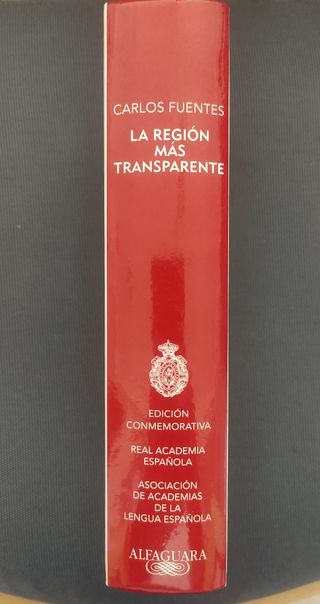 CARLOS FUENTES
LA REGIÓN
MÁS
TRANSPARENTE
EDICIÓN
CONMEMORATIVA
REAL ACADEMIA
ESPAÑOLA
ASOCIACIÓN
DE ACADEMIAS
DE LA
LENGUA ESPAÑOLA
ALFAGUARA